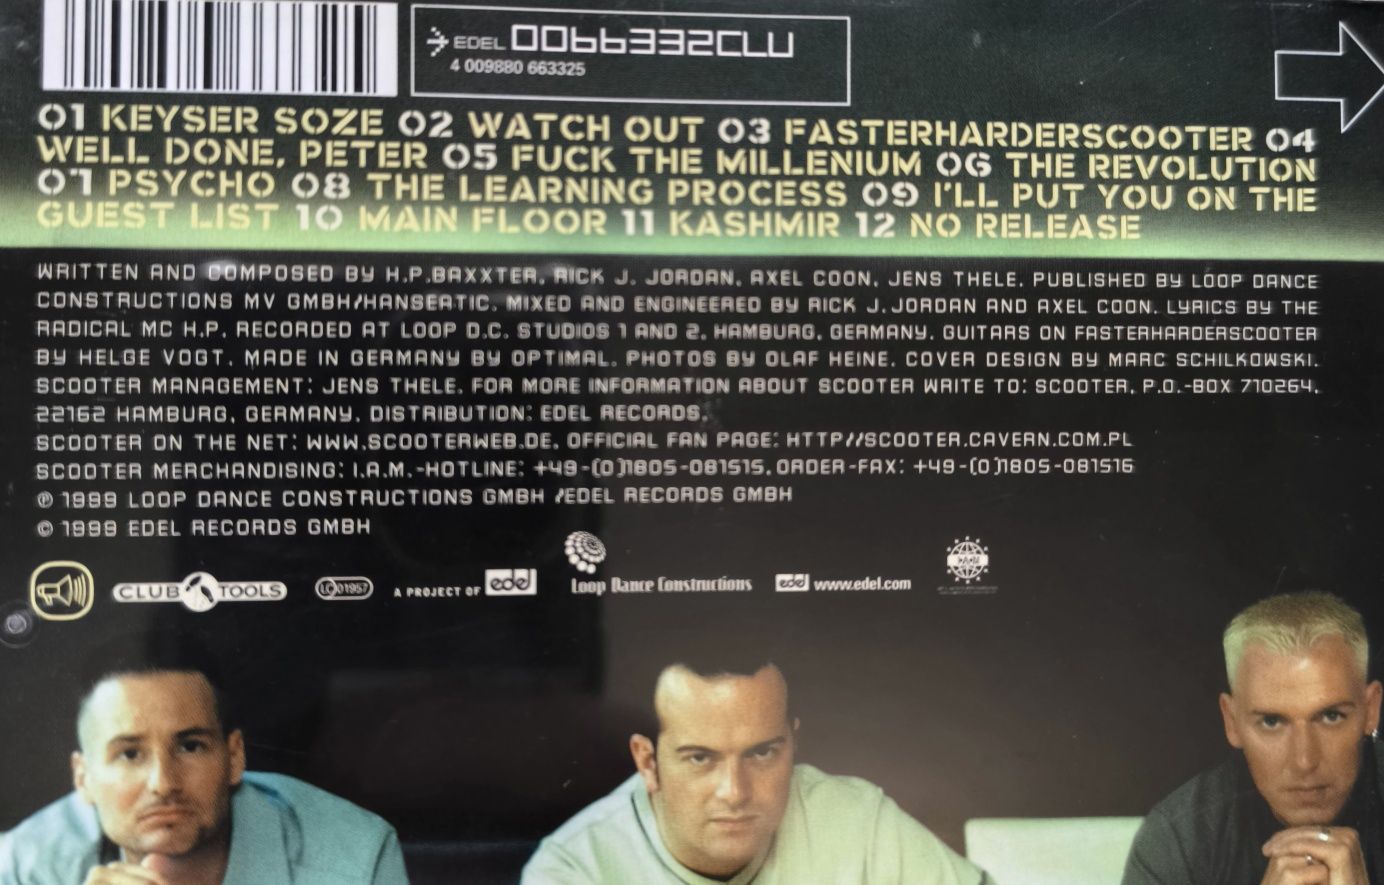 EDEL 0066332CLU
4 009880 663325
01 KEYSER SOZE 02 WATCH OUT 03 FASTERHARDERSCOOTER 04
WELL DONE, PETER 05 FUCK THE MILLENIUM 06 THE REVOLUTION
07 PSYCHO 08 THE LEARNING PROCESS 09 I'LL PUT YOU ON THE
GUEST LIST 10 MAIN FLOOR 11 KASHMIR 12 NO RELEASE
WRITTEN AND COMPOSED BY H.P.BAXXTER, RICK J. JORDAN, AXEL COON, JENS THELE. PUBLISHED BY LOOP DANCE
CONSTRUCTIONS MV GMBH/HANSEATIC. MIXED AND ENGINEERED BY RICK J.JORDAN AND AXEL COON. LYRICS BY THE
RADICAL MC H.P. RECORDED AT LOOP D.C. STUDIOS 1 AND 2, HAMBURG, GERMANY. GUITARS ON FASTERHARDERSCOOTER
BY HELGE VOGT. MADE IN GERMANY BY OPTIMAL. PHOTOS BY OLAF HEINE. COVER DESIGN BY MARC SCHILKOWSKI.
SCOOTER MANAGEMENT: JENS THELE. FOR MORE INFORMATION ABOUT SCOOTER WRITE TO: SCOOTER, P.O.-BOX 710264,
22162 HAMBURG, GERMANY. DISTRIBUTION: EDEL RECORDS.
SCOOTER ON THE NET: WWW.SCOOTERWEB.DE. OFFICIAL FAN PAGE: HTTP//SCOOTER.CAVERN.COM.PL
SCOOTER MERCHANDISING: I.A.M.-HOTLINE: +49-(0)1805-081515. ORDER-FAX: +49-(0)1805-081516
℗ 1999 LOOP DANCE CONSTRUCTIONS GMBH /EDEL RECORDS GMBH
© 1999 EDEL RECORDS GMBH
CLUB TOOLS LC 01957 A PROJECT OF edel Loop Dance Constructions edel www.edel.com